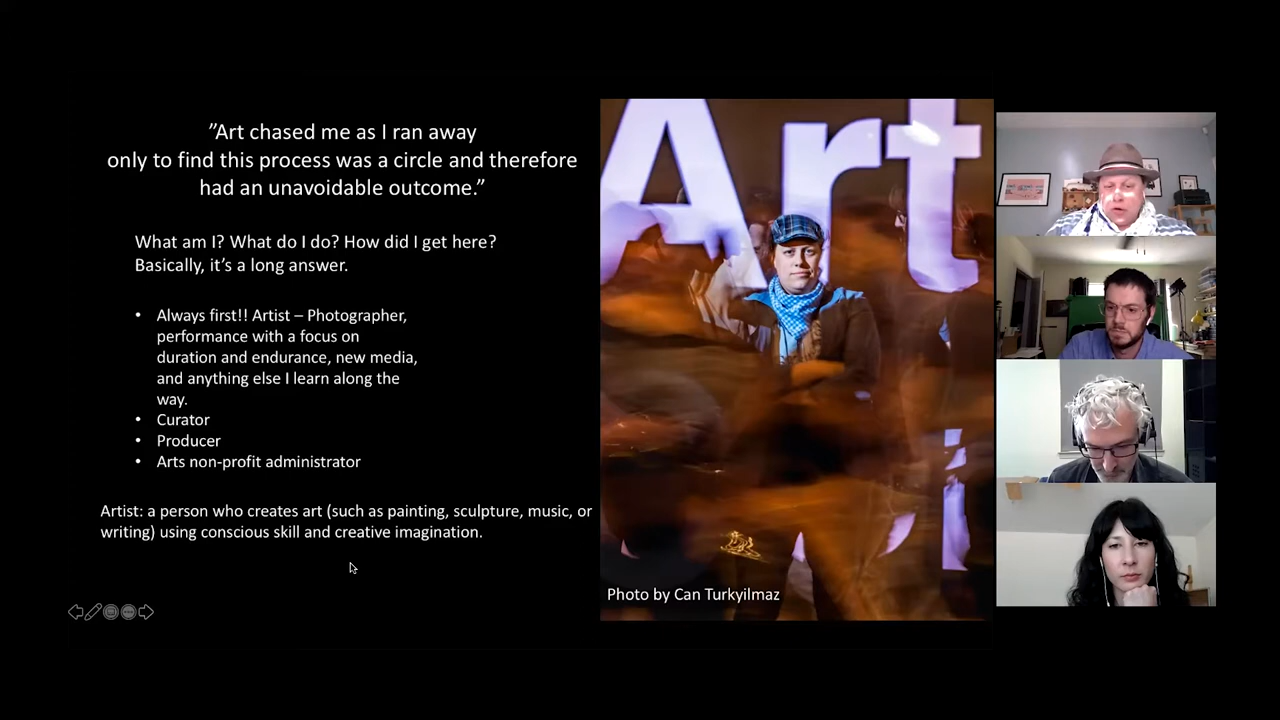 ”Art chased me as I ran away
only to find this process was a circle and therefore
had an unavoidable outcome.”
What am I? What do I do? How did I get here?
Basically, it’s a long answer.
• Always first!! Artist – Photographer,
performance with a focus on
duration and endurance, new media,
and anything else I learn along the
way.
• Curator
• Producer
• Arts non-profit administrator
Artist: a person who creates art (such as painting, sculpture, music, or
writing) using conscious skill and creative imagination.
Art
Photo by Can Turkyilmaz